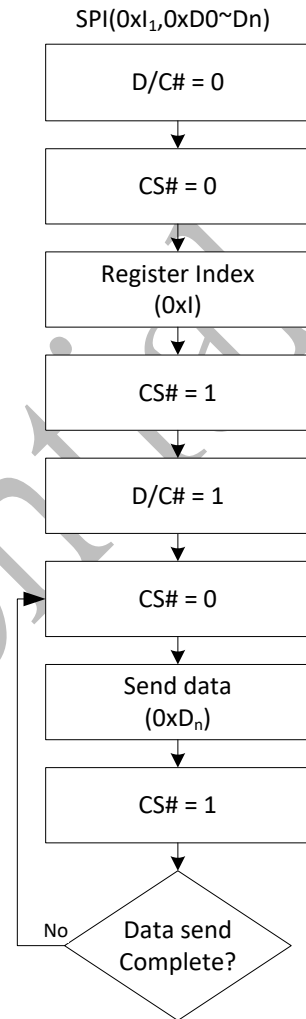 SPI(0xI₁,0xD0~Dn)
D/C# = 0
CS# = 0
Register Index
(0xI)
CS# = 1
D/C# = 1
CS# = 0
Send data
(0xDₙ)
CS# = 1
No
Data send
Complete?